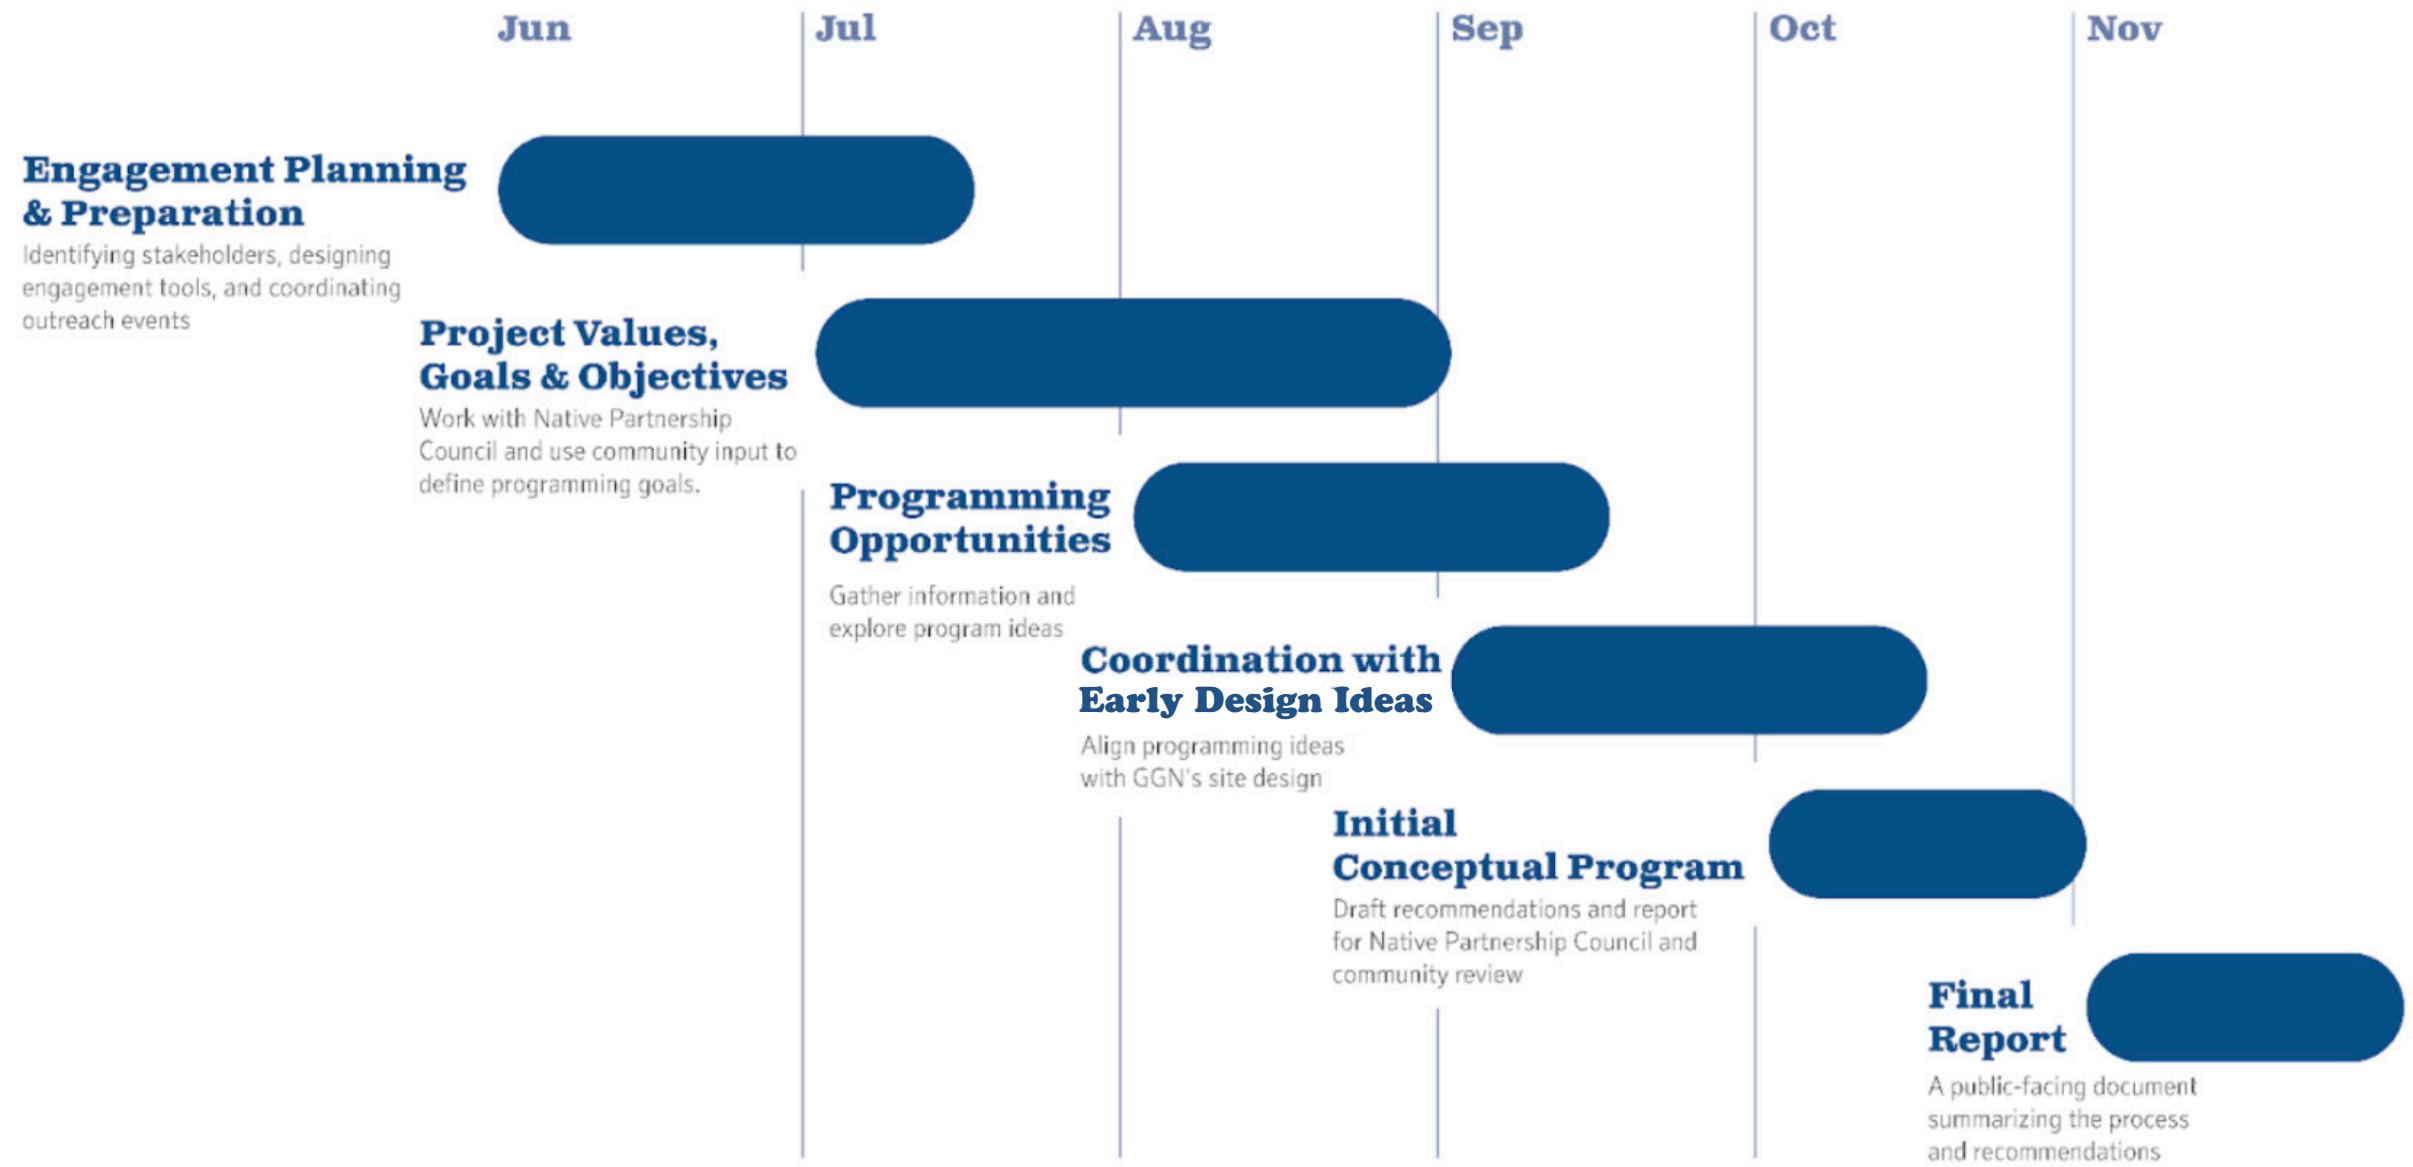 Jun
Jul
Aug
Sep
Oct
Nov
Engagement Planning
& Preparation
Identifying stakeholders, designing
engagement tools, and coordinating
outreach events
Project Values,
Goals & Objectives
Work with Native Partnership
Council and use community input to
define programming goals.
Programming
Opportunities
Gather information and
explore program ideas
Coordination with
Early Design Ideas
Align programming ideas
with GGN's site design
Initial
Conceptual Program
Draft recommendations and report
for Native Partnership Council and
community review
Final
Report
A public-facing document
summarizing the process
and recommendations